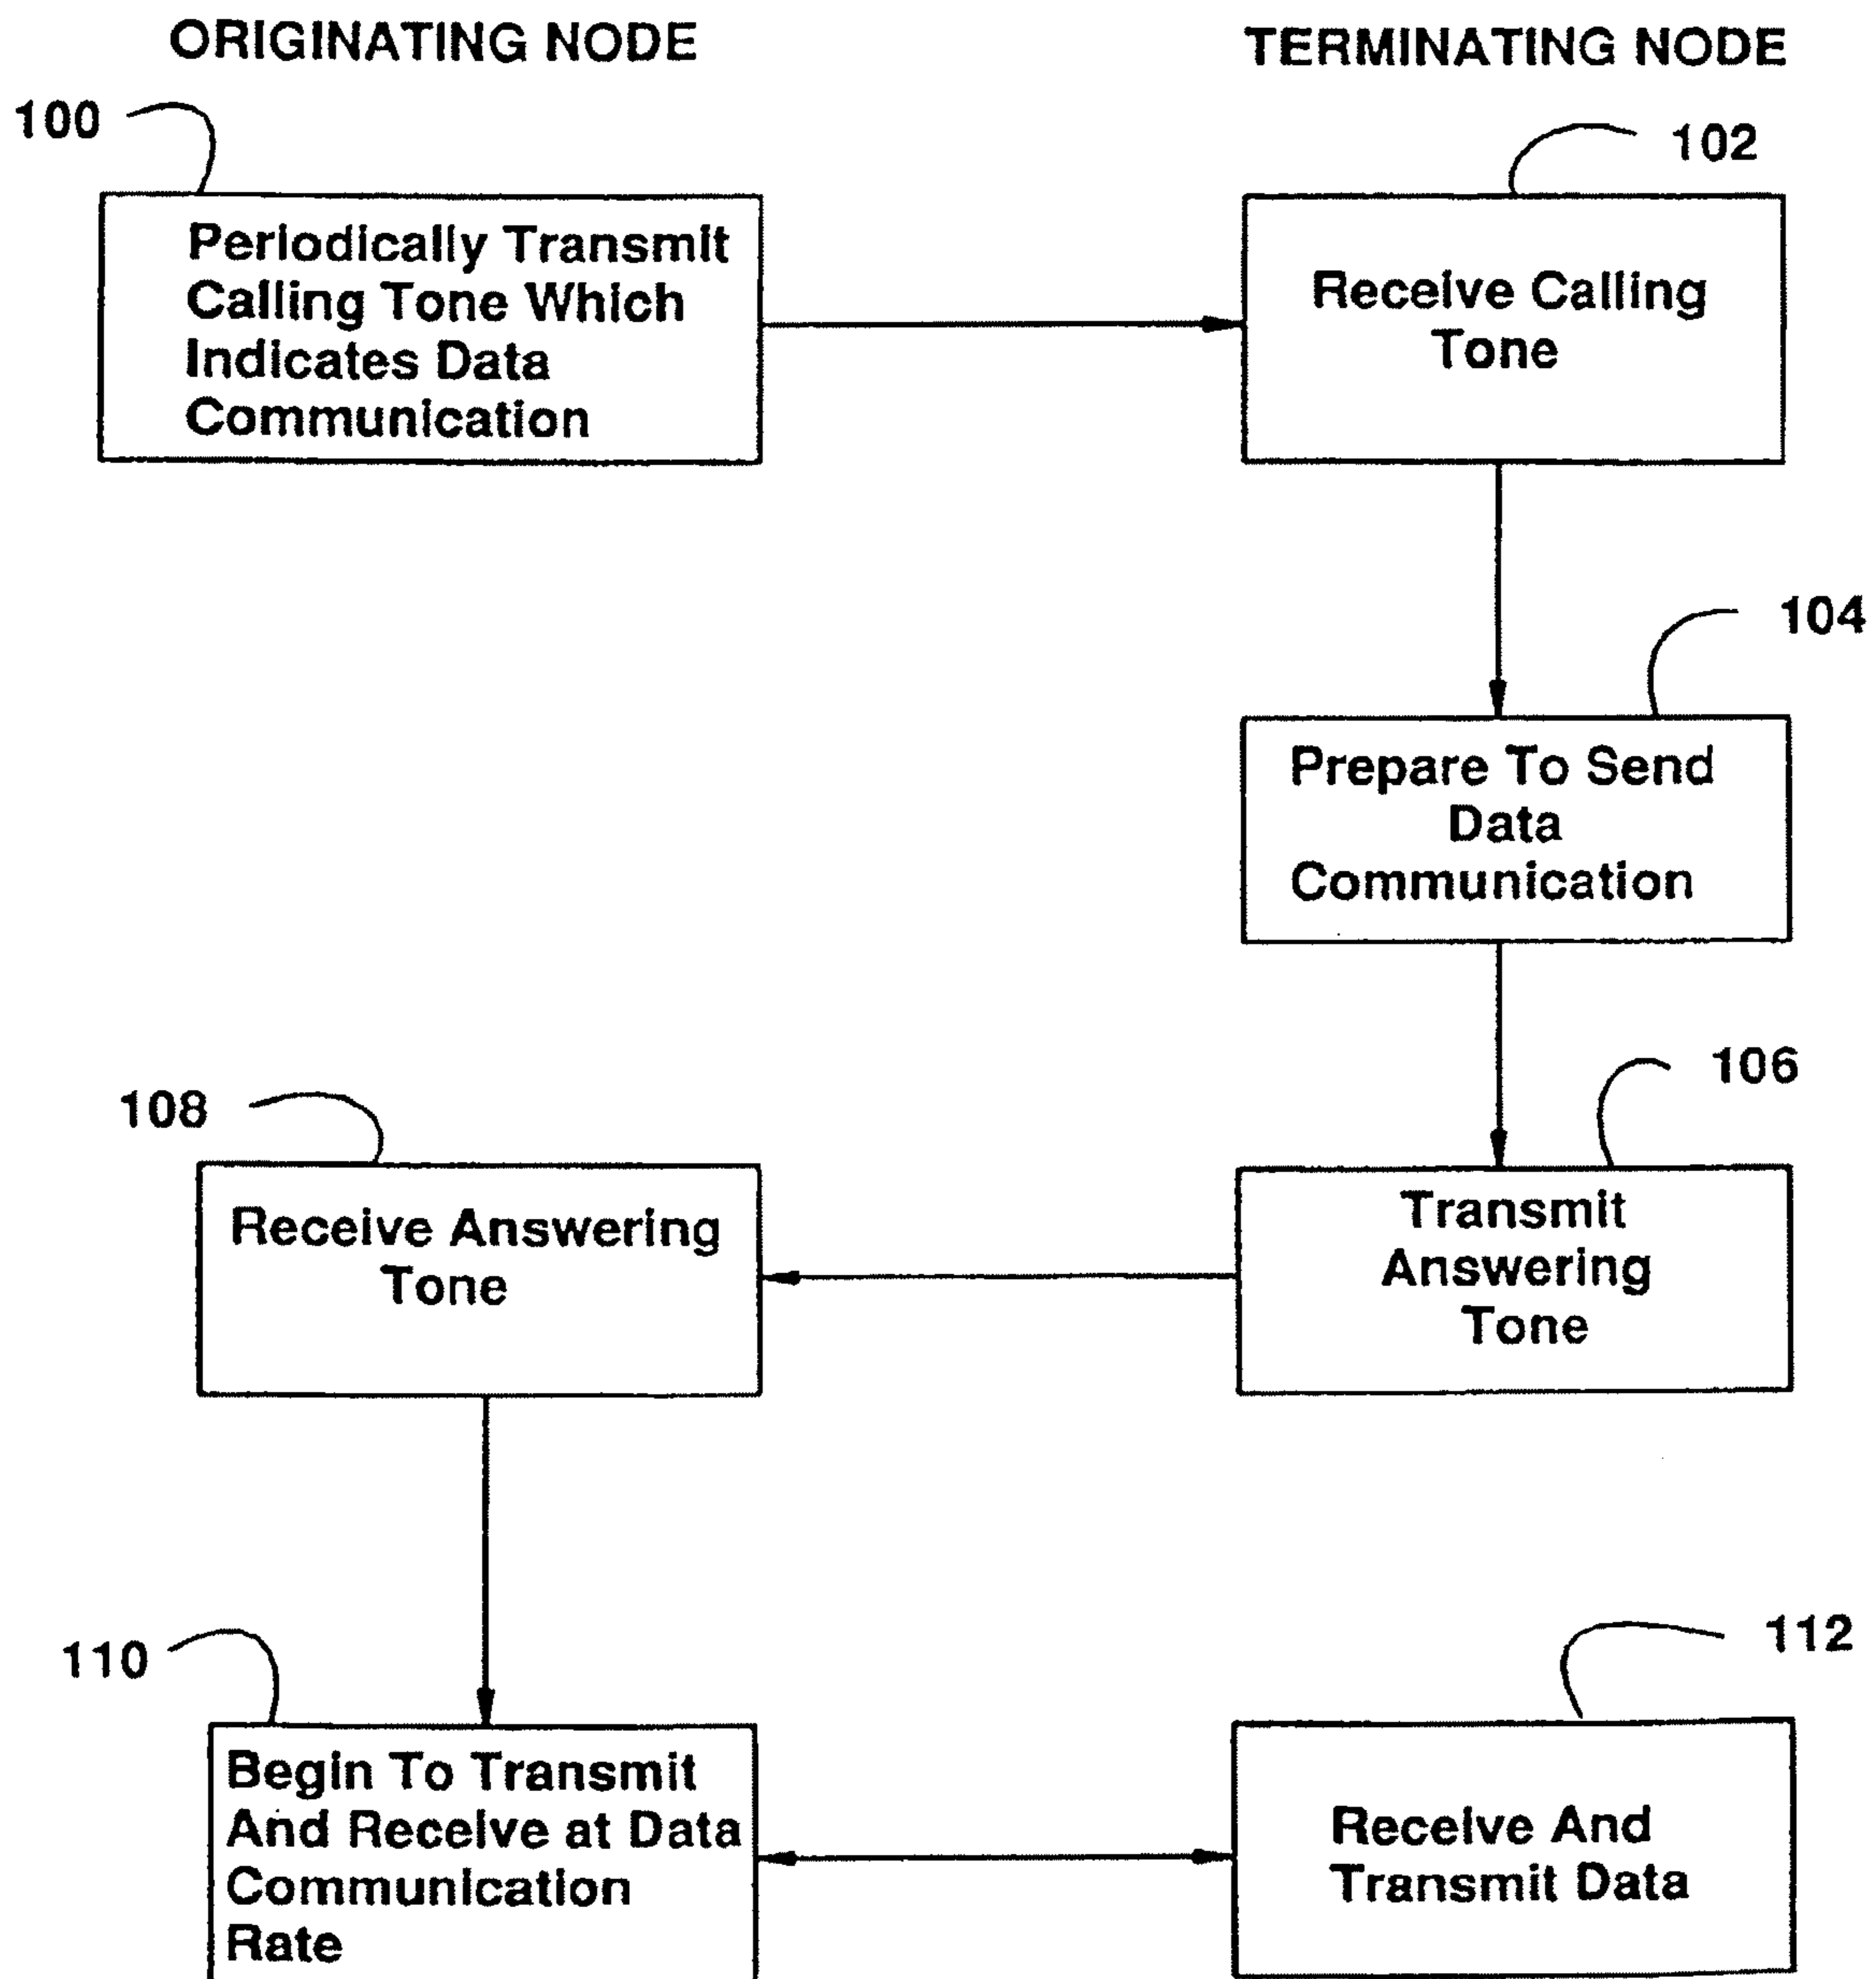 ORIGINATING NODE
TERMINATING NODE
100
102
Periodically Transmit
Calling Tone Which
Indicates Data
Communication
Receive Calling
Tone
104
Prepare To Send
Data
Communication
106
108
Transmit
Answering
Tone
Receive Answering
Tone
110
112
Begin To Transmit
And Receive at Data
Communication
Rate
Receive And
Transmit Data